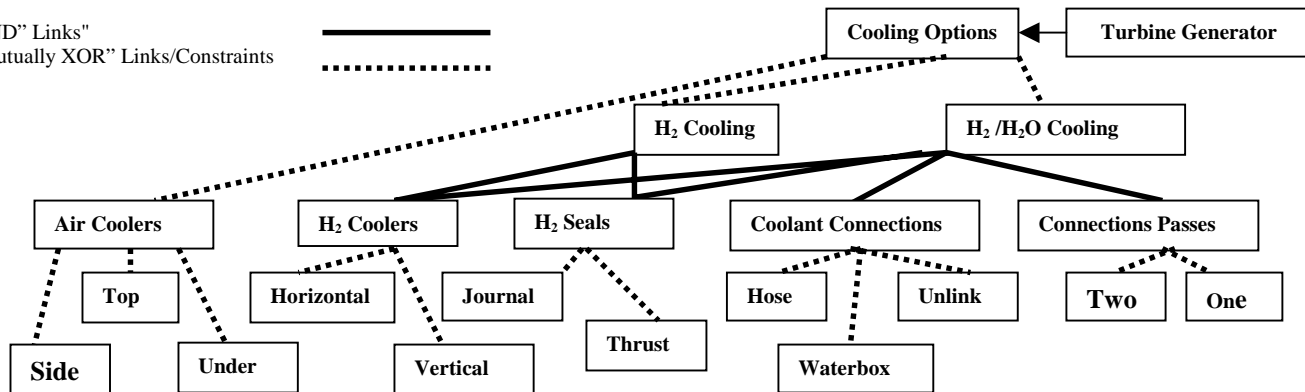 ND” Links"
utually XOR” Links/Constraints
Cooling Options
Turbine Generator
H₂ Cooling
H₂ /H₂O Cooling
Air Coolers
H₂ Coolers
H₂ Seals
Coolant Connections
Connections Passes
Top
Horizontal
Journal
Hose
Unlink
Two
One
Side
Under
Vertical
Thrust
Waterbox